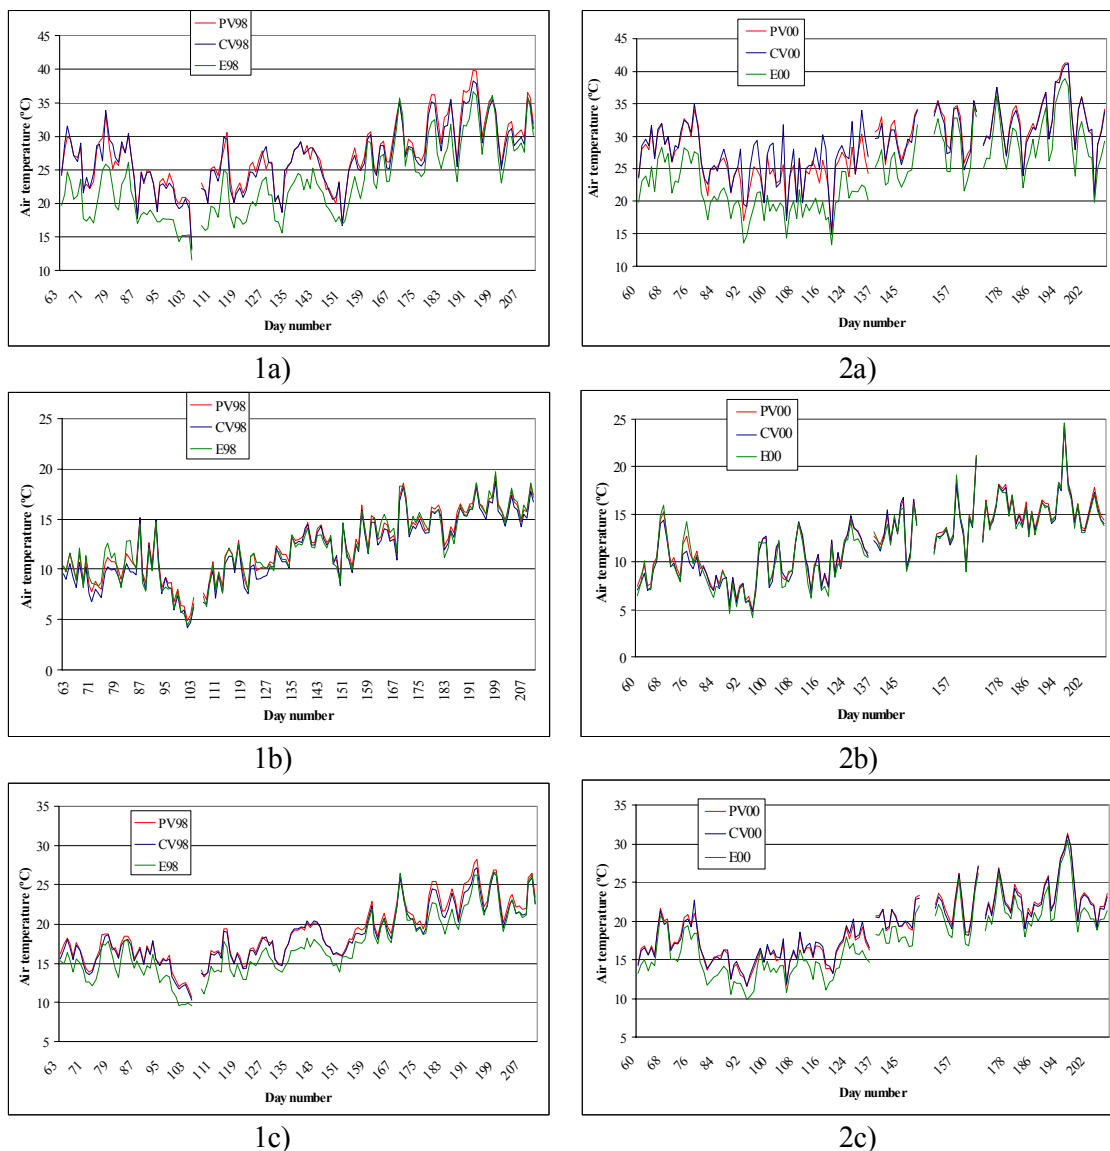 PV98
CV98
E98
45
40
35
30
25
20
15
10
Air temperature (ºC)
63 71 79 87 95 103 111 119 127 135 143 151 159 167 175 183 191 199 207
Day number
1a)
PV00
CV00
E00
45
40
35
30
25
20
15
10
Air temperature (ºC)
60 68 76 84 92 100 108 116 124 137 145 157 178 186 194 202
Day number
2a)
PV98
CV98
E98
25
20
15
10
5
0
Air temperature (ºC)
63 71 79 87 95 103 111 119 127 135 143 151 159 167 175 183 191 199 207
Day number
1b)
PV00
CV00
E00
25
20
15
10
5
0
Air temperature (ºC)
60 68 76 84 92 100 108 116 124 137 145 157 178 186 194 202
Day number
2b)
PV98
CV98
E98
35
30
25
20
15
10
5
Air temperature (ºC)
63 71 79 87 95 103 111 119 127 135 143 151 159 167 175 183 191 199 207
Day number
1c)
PV00
CV00
E00
35
30
25
20
15
10
5
Air temperature (ºC)
60 68 76 84 92 100 108 116 124 137 145 157 178 186 194 202
Day number
2c)